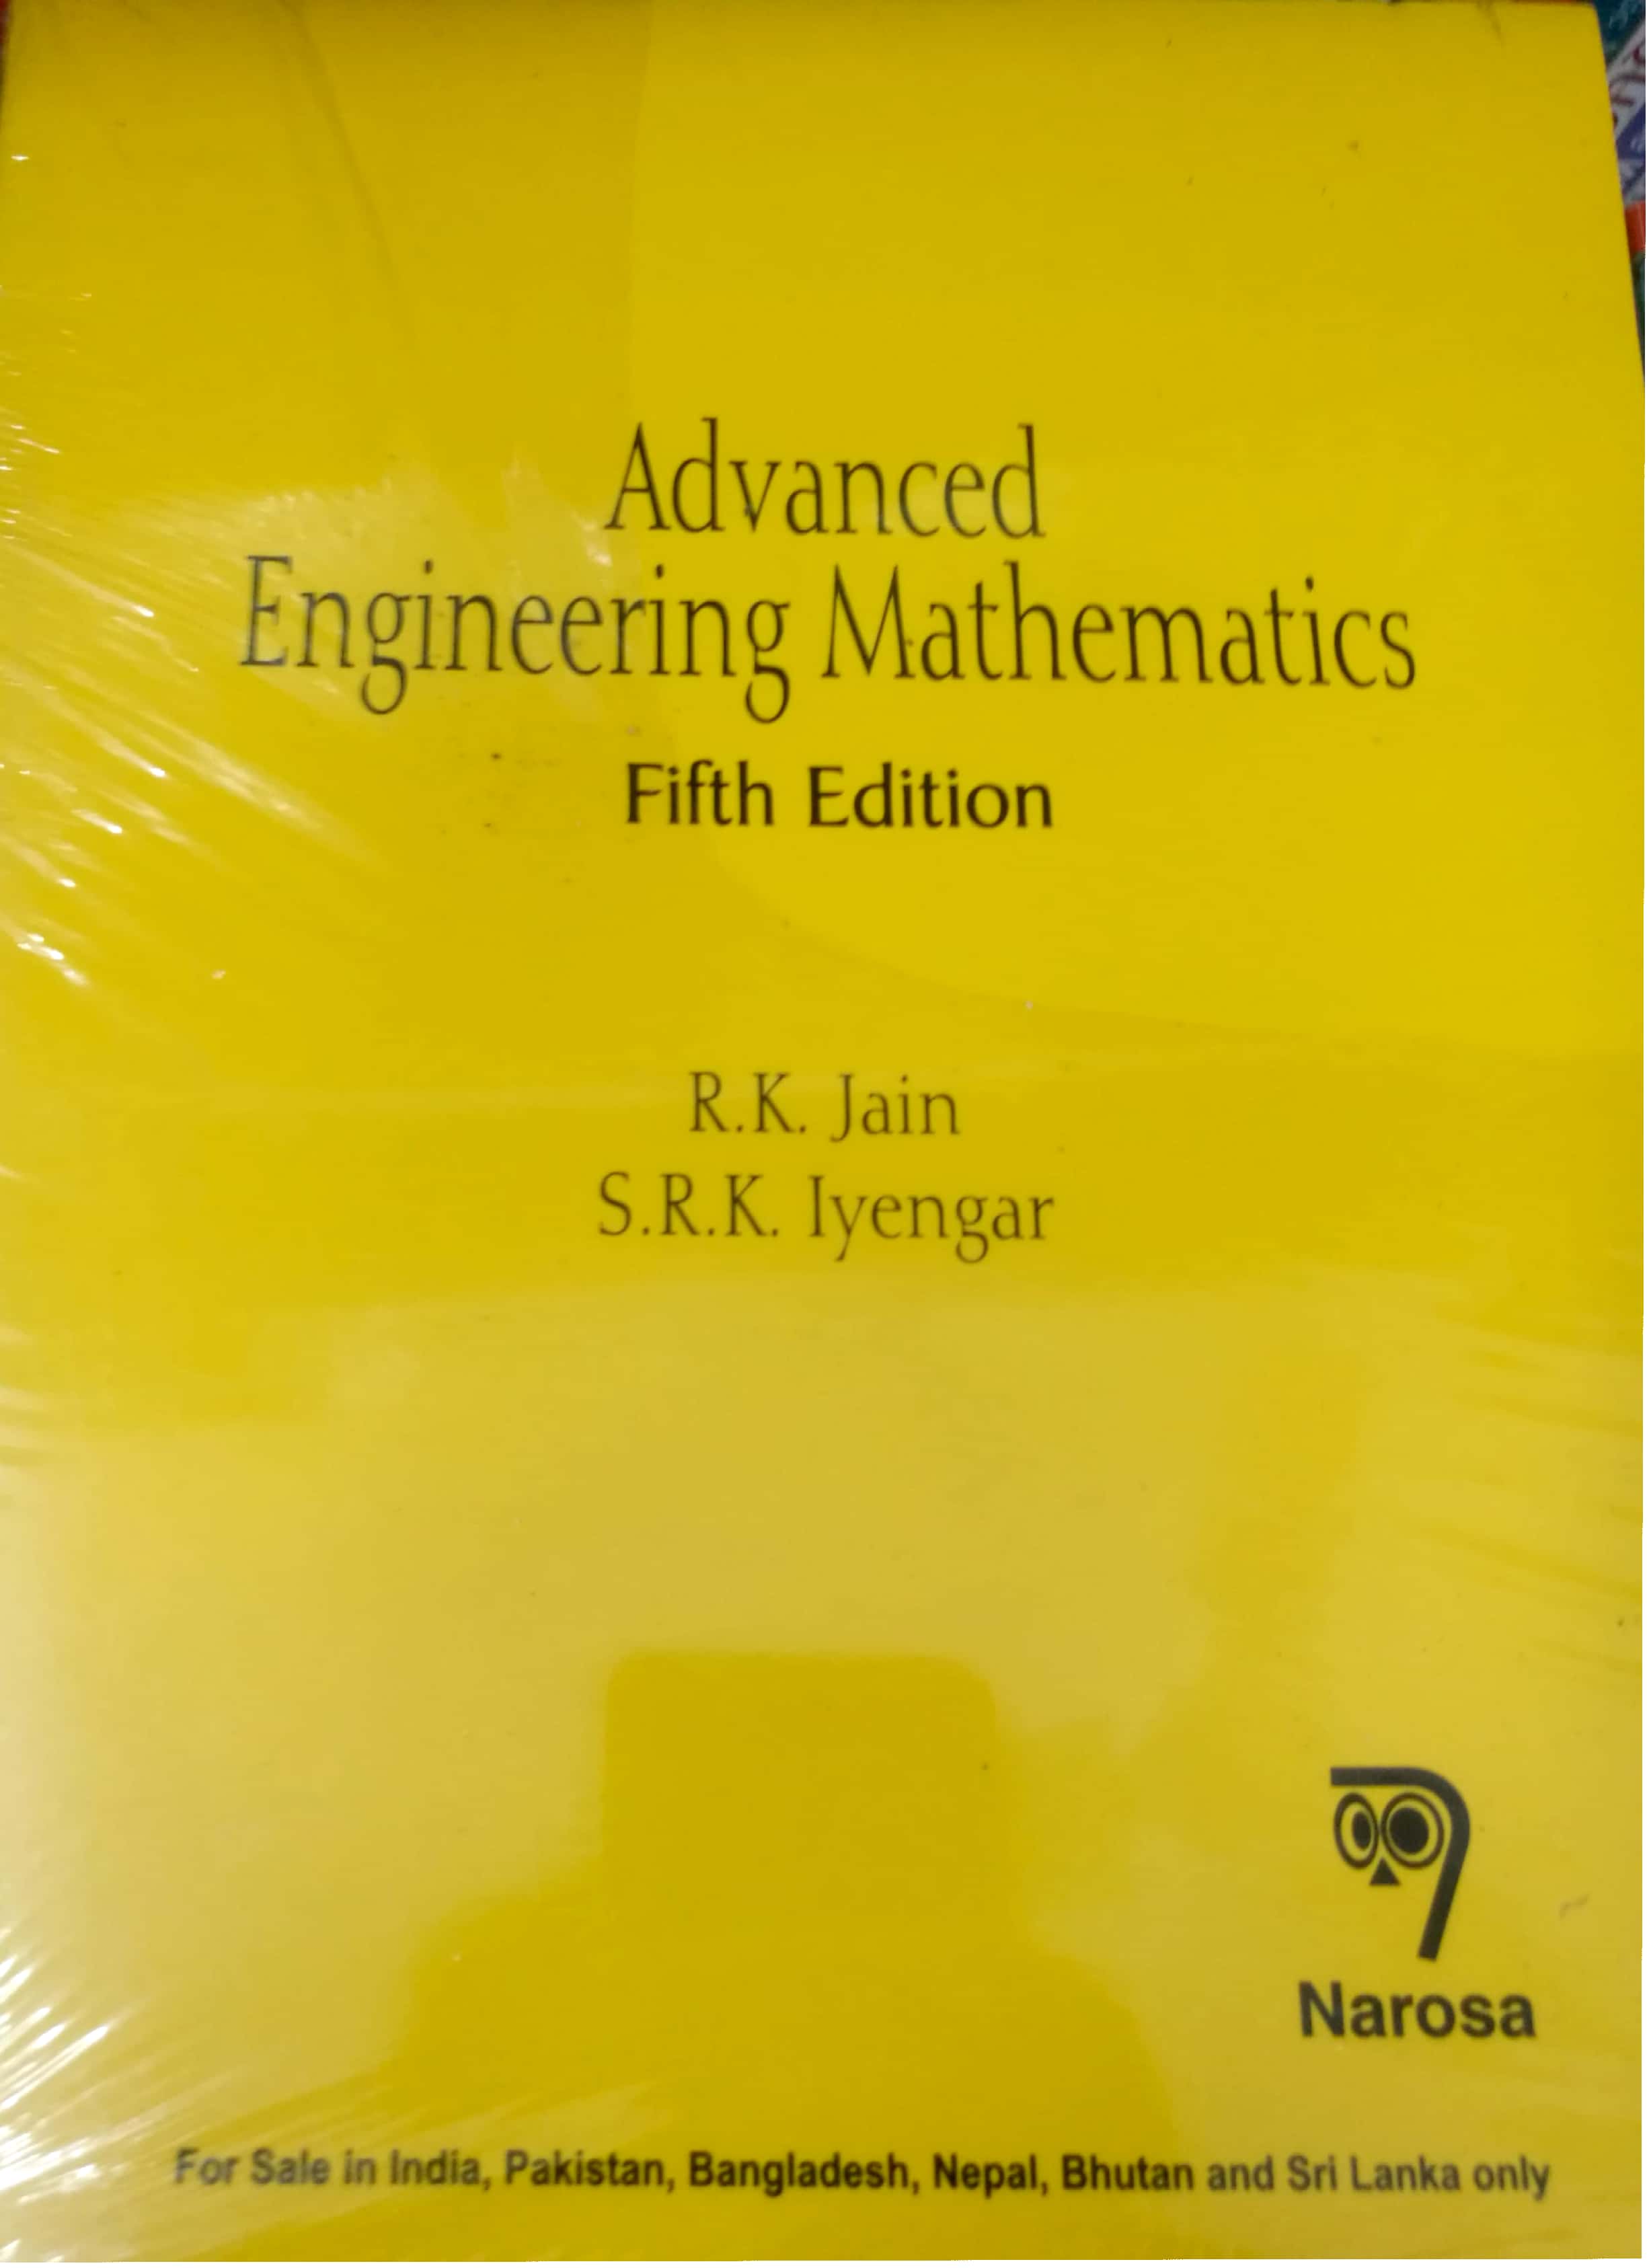 Advanced
Engineering Mathematics
Fifth Edition
R.K. Jain
S.R.K. Iyengar
Narosa
For Sale in India, Pakistan, Bangladesh, Nepal, Bhutan and Sri Lanka only